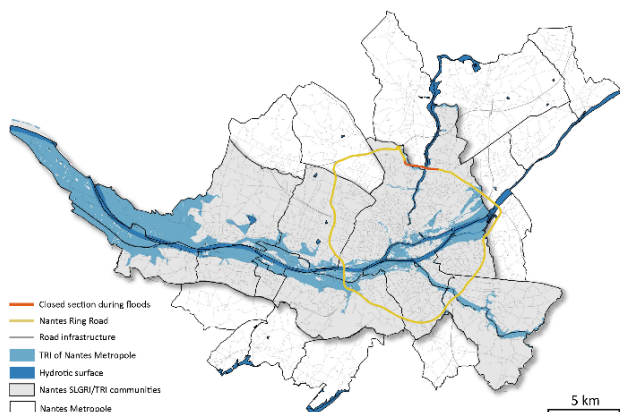 Closed section during floods
Nantes Ring Road
Road infrastructure
TRI of Nantes Metropole
Hydrotic surface
Nantes SLGRI/TRI communities
Nantes Metropole
5 km